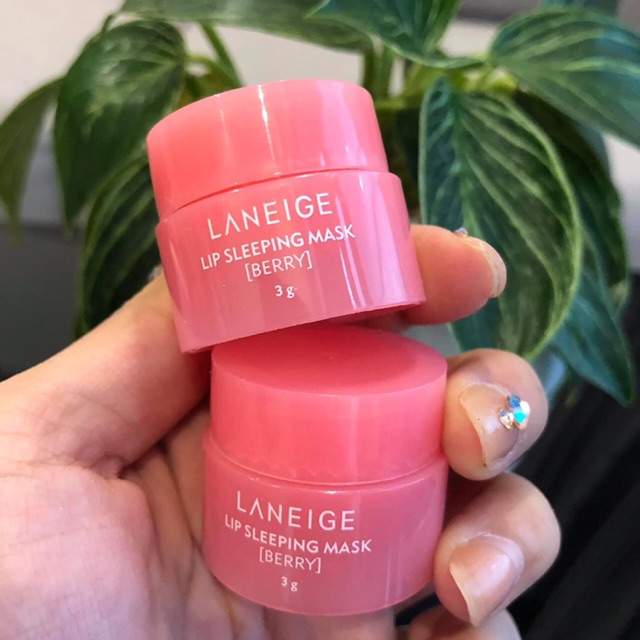 LANEIGE
LIP SLEEPING MASK
[BERRY]
3 g
LANEIGE
LIP SLEEPING MASK
[BERRY]
3 g